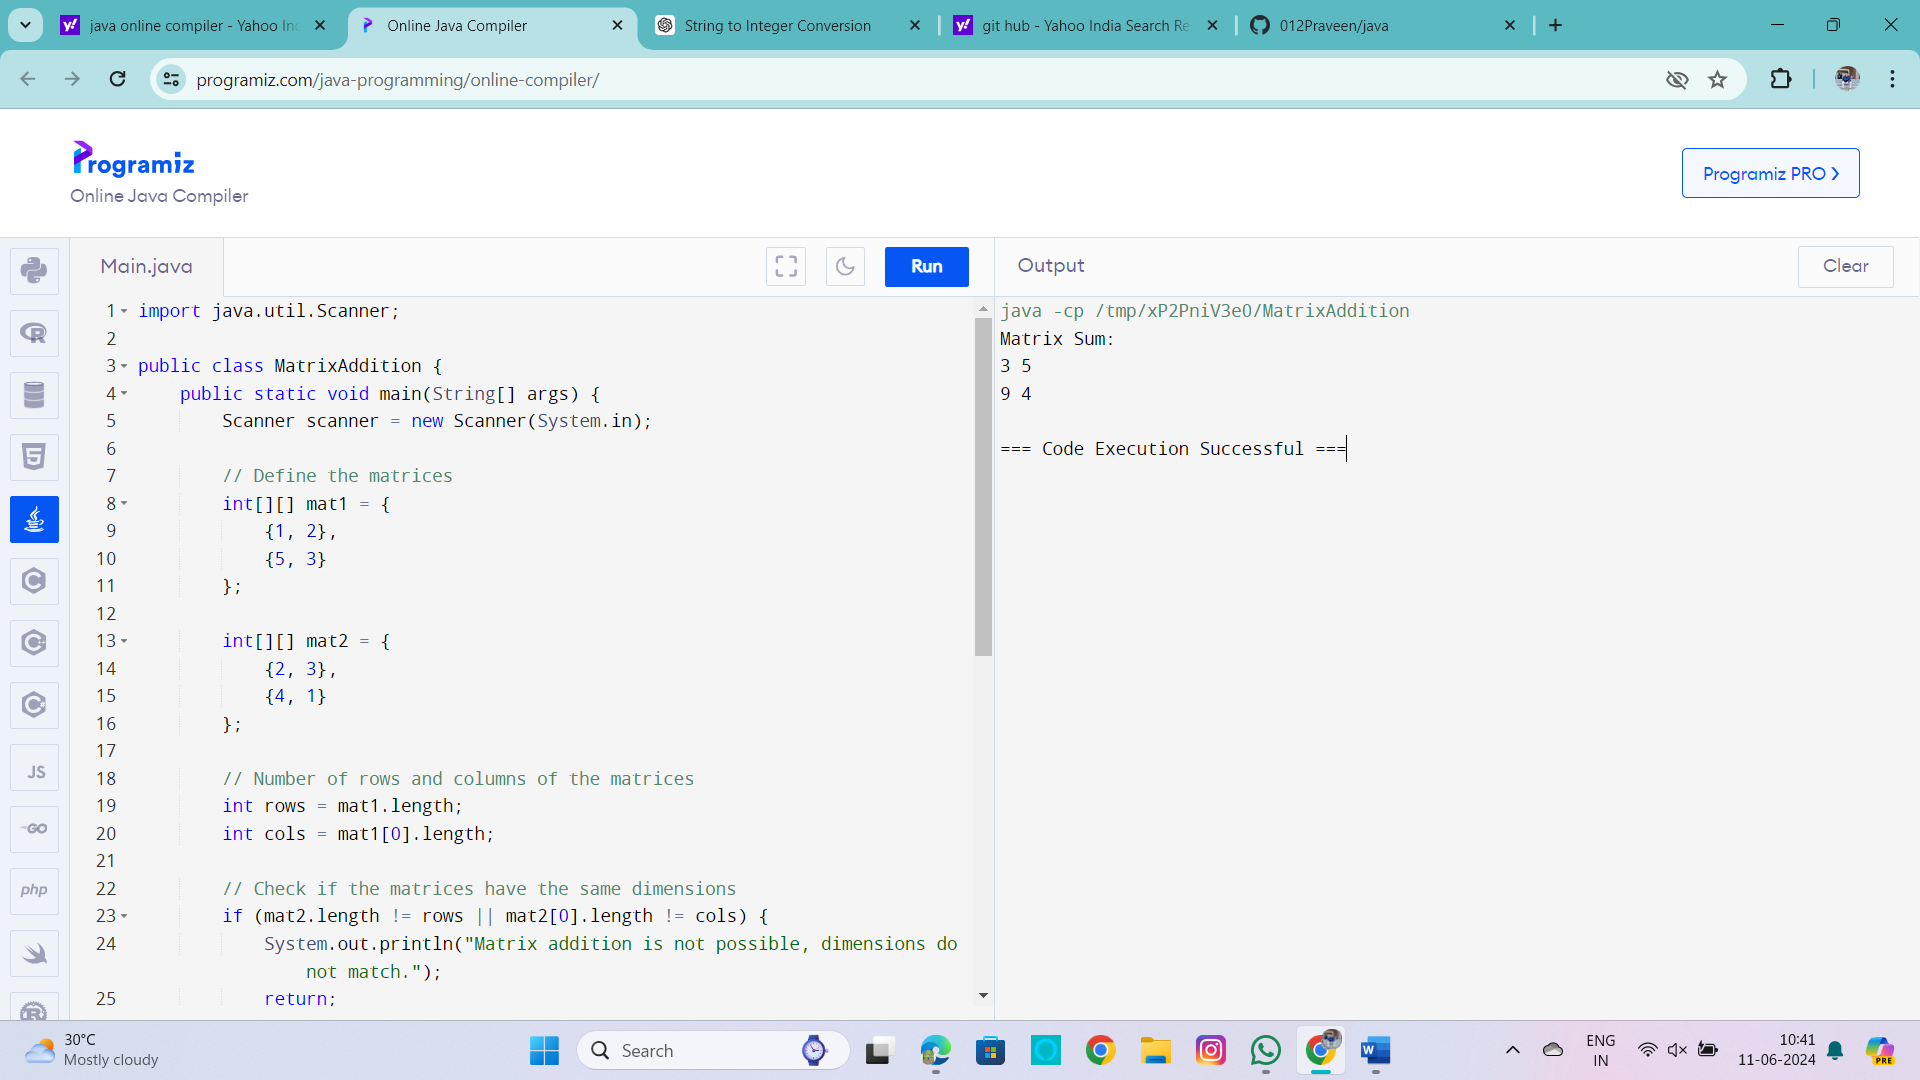 java online compiler - Yahoo In
Online Java Compiler
String to Integer Conversion
git hub - Yahoo India Search Re
012Praveen/java
programiz.com/java-programming/online-compiler/
Programiz
Online Java Compiler
Programiz PRO >
Main.java
Run
Output
Clear
1 import java.util.Scanner;
2
3 public class MatrixAddition {
4 public static void main(String[] args) {
5 Scanner scanner = new Scanner(System.in);
6
7 // Define the matrices
8 int[][] mat1 = {
9 {1, 2},
10 {5, 3}
11 };
12
13 int[][] mat2 = {
14 {2, 3},
15 {4, 1}
16 };
17
18 // Number of rows and columns of the matrices
19 int rows = mat1.length;
20 int cols = mat1[0].length;
21
22 // Check if the matrices have the same dimensions
23 if (mat2.length != rows || mat2[0].length != cols) {
24 System.out.println("Matrix addition is not possible, dimensions do
not match.");
25 return;
java -cp /tmp/xP2PniV3eO/MatrixAddition
Matrix Sum:
3 5
9 4
=== Code Execution Successful ===
JS
GO
php
30°C
Mostly cloudy
Search
ENG
IN
10:41
11-06-2024
PRE